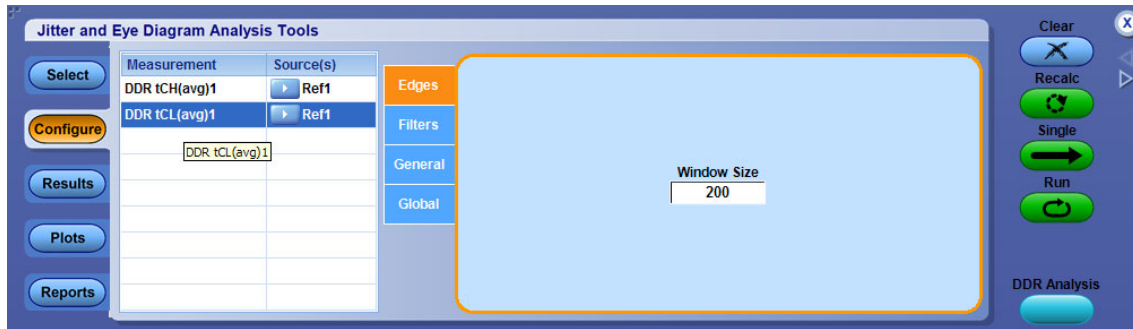 Jitter and Eye Diagram Analysis Tools
Clear
X
Select
Measurement Source(s)
DDR tCH(avg)1 Ref1
DDR tCL(avg)1 Ref1
DDR tCL(avg)1
Configure
Results
Plots
Reports
Edges
Filters
General
Global
Window Size
200
Recalc
Single
Run
DDR Analysis